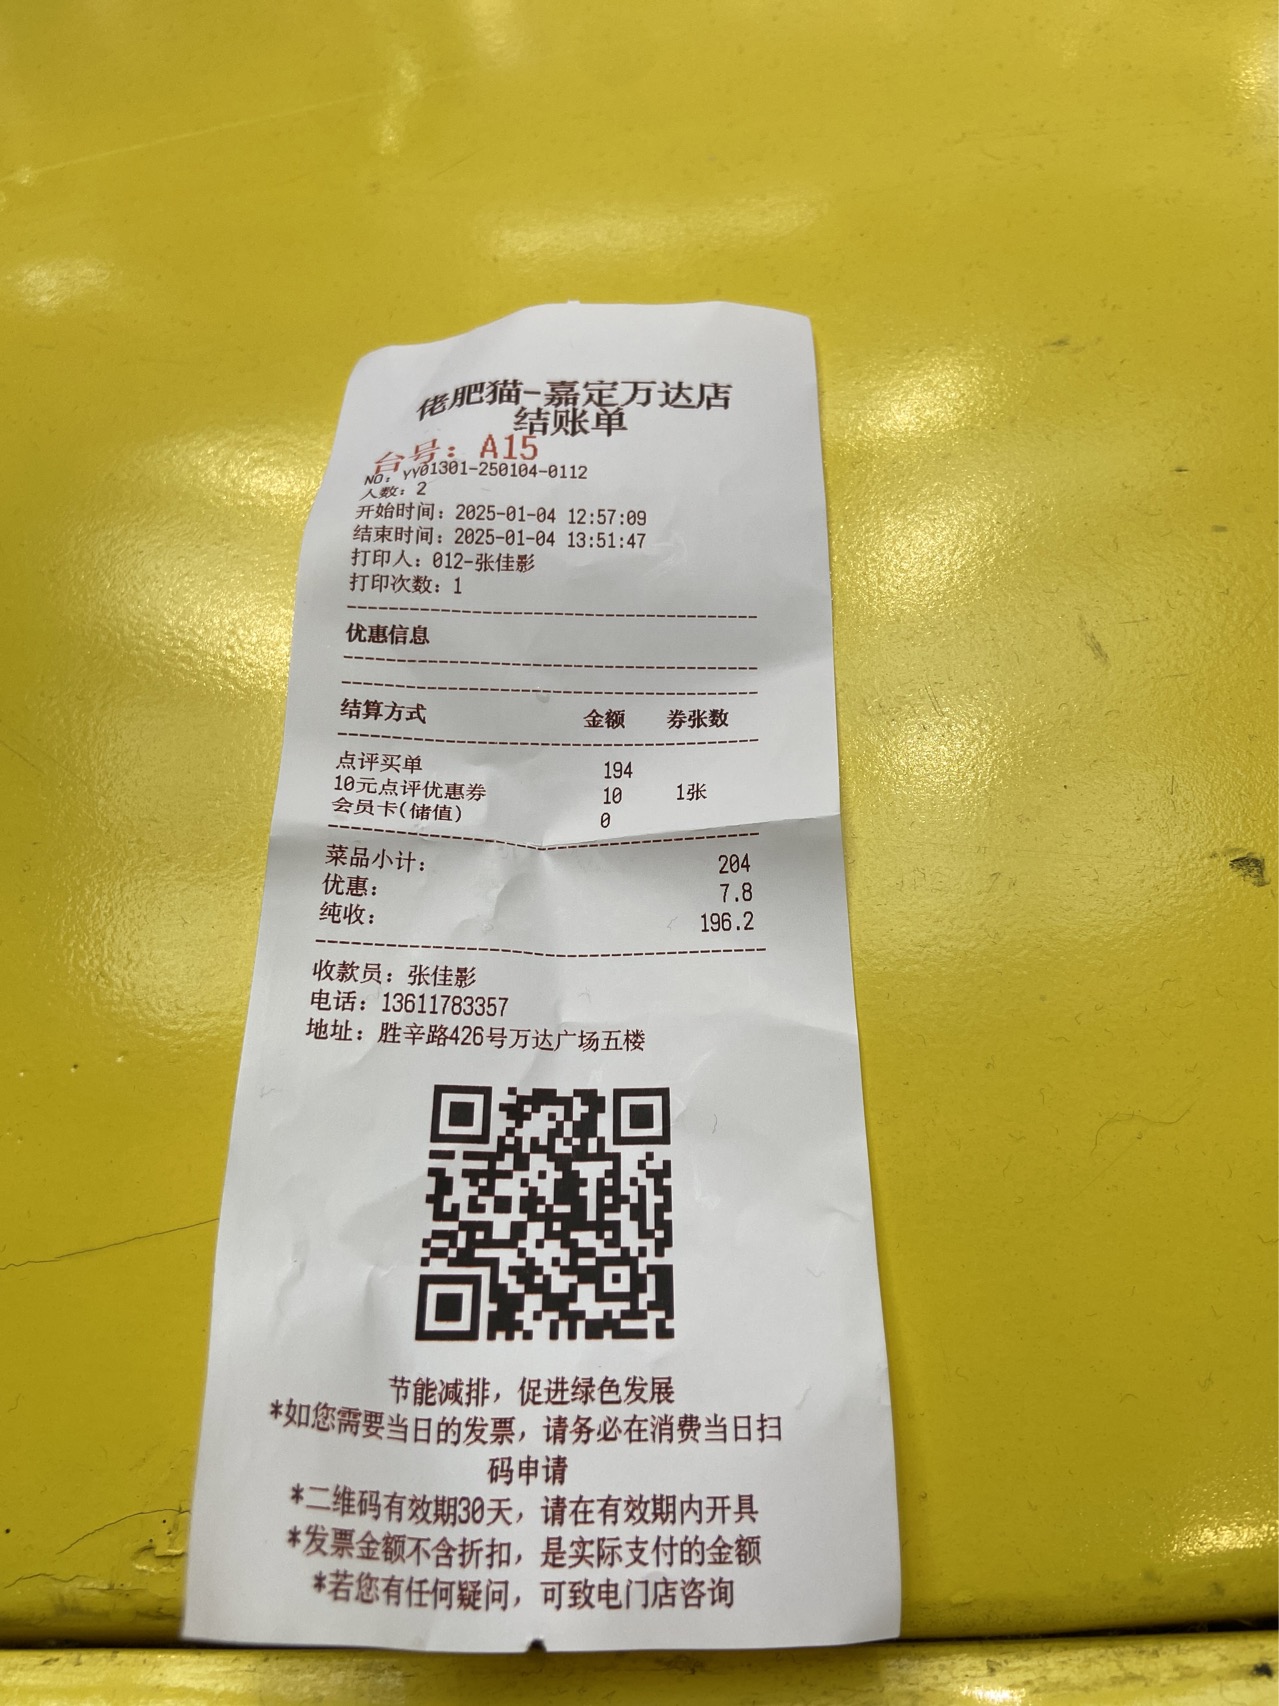 佬肥猫-嘉定万达店
结账单
台号：A15
NO：YY01301-250104-0112
人数：2
开始时间：2025-01-04 12:57:09
结束时间：2025-01-04 13:51:47
打印人：012-张佳影
打印次数：1
优惠信息
结算方式 金额 券张数
点评买单 194
10元点评优惠券 10 1张
会员卡(储值) 0
菜品小计： 204
优惠： 7.8
纯收： 196.2
收款员：张佳影
电话：13611783357
地址：胜辛路426号万达广场五楼
节能减排，促进绿色发展
*如您需要当日的发票，请务必在消费当日扫
码申请
*二维码有效期30天，请在有效期内开具
*发票金额不含折扣，是实际支付的金额
*若您有任何疑问，可致电门店咨询